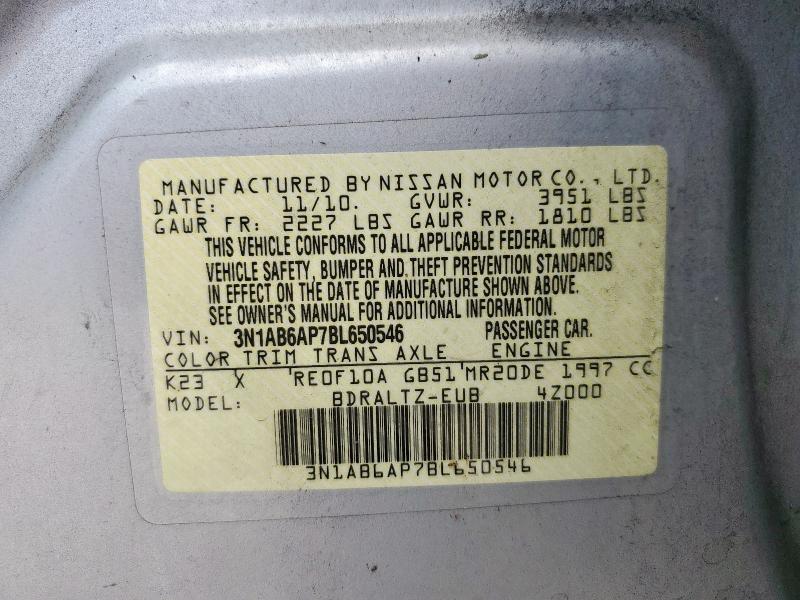 MANUFACTURED BY NISSAN MOTOR CO., LTD.
DATE: 11/10. GVWR: 3951 LBS
GAWR FR: 2227 LBS GAWR RR: 1810 LBS
THIS VEHICLE CONFORMS TO ALL APPLICABLE FEDERAL MOTOR
VEHICLE SAFETY, BUMPER AND THEFT PREVENTION STANDARDS
IN EFFECT ON THE DATE OF MANUFACTURE SHOWN ABOVE.
SEE OWNER'S MANUAL FOR ADDITIONAL INFORMATION.
VIN: 3N1AB6AP7BL650546 PASSENGER CAR.
COLOR TRIM TRANS AXLE ENGINE
K23 X RE0F10A GB51 MR20DE 1997 CC
MODEL: BDRALTZ-EUB 4Z000
3N1AB6AP7BL650546